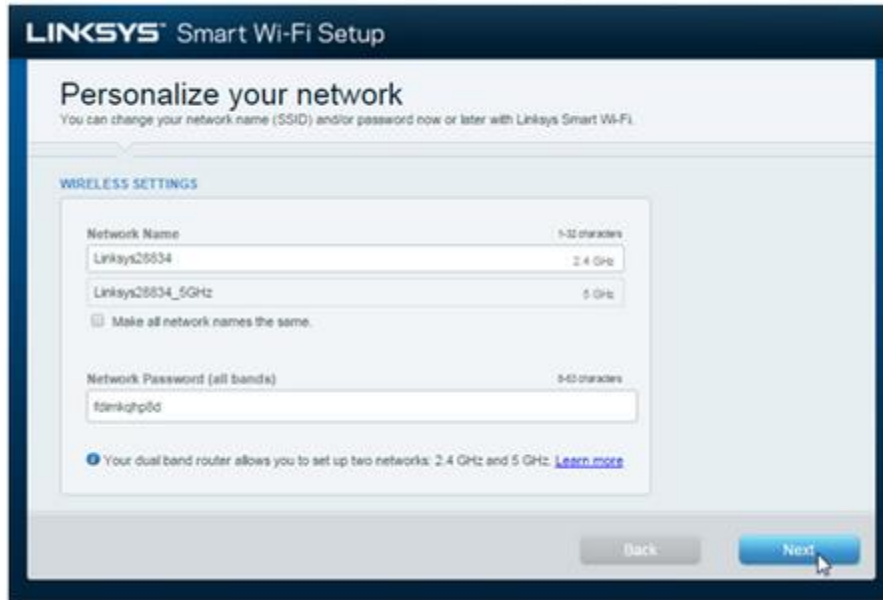 LINKSYS™ Smart Wi-Fi Setup
Personalize your network
You can change your network name (SSID) and/or password now or later with Linksys Smart Wi-Fi.
WIRELESS SETTINGS
Network Name 1-32 characters
Linksys28834 2.4 GHz
Linksys28834_5GHz 5 GHz
Make all network names the same.
Network Password (all bands) 8-63 characters
Your dual band router allows you to set up two networks: 2.4 GHz and 5 GHz. Learn more
Back Next